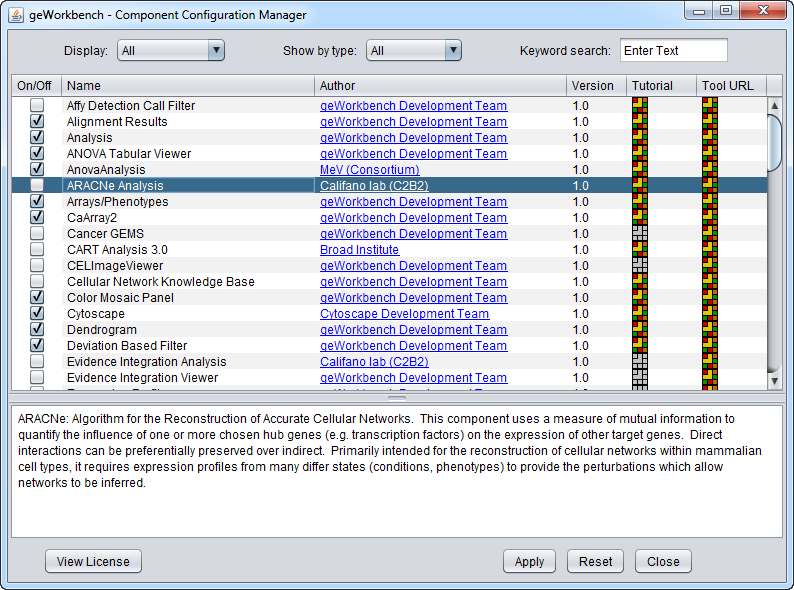 geWorkbench - Component Configuration Manager
Display: All Show by type: All Keyword search: Enter Text
On/Off Name Author Version Tutorial Tool URL
Affy Detection Call Filter geWorkbench Development Team 1.0
Alignment Results geWorkbench Development Team 1.0
Analysis geWorkbench Development Team 1.0
ANOVA Tabular Viewer geWorkbench Development Team 1.0
AnovaAnalysis MeV (Consortium) 1.0
ARACNe Analysis Califano lab (C2B2) 1.0
Arrays/Phenotypes geWorkbench Development Team 1.0
CaArray2 geWorkbench Development Team 1.0
Cancer GEMS geWorkbench Development Team 1.0
CART Analysis 3.0 Broad Institute 1.0
CELImageViewer geWorkbench Development Team 1.0
Cellular Network Knowledge Base geWorkbench Development Team 1.0
Color Mosaic Panel geWorkbench Development Team 1.0
Cytoscape Cytoscape Development Team 1.0
Dendrogram geWorkbench Development Team 1.0
Deviation Based Filter geWorkbench Development Team 1.0
Evidence Integration Analysis Califano lab (C2B2) 1.0
Evidence Integration Viewer geWorkbench Development Team 1.0
ARACNe: Algorithm for the Reconstruction of Accurate Cellular Networks. This component uses a measure of mutual information to
quantify the influence of one or more chosen hub genes (e.g. transcription factors) on the expression of other target genes. Direct
interactions can be preferentially preserved over indirect. Primarily intended for the reconstruction of cellular networks within mammalian
cell types, it requires expression profiles from many differ states (conditions, phenotypes) to provide the perturbations which allow
networks to be inferred.
View License Apply Reset Close